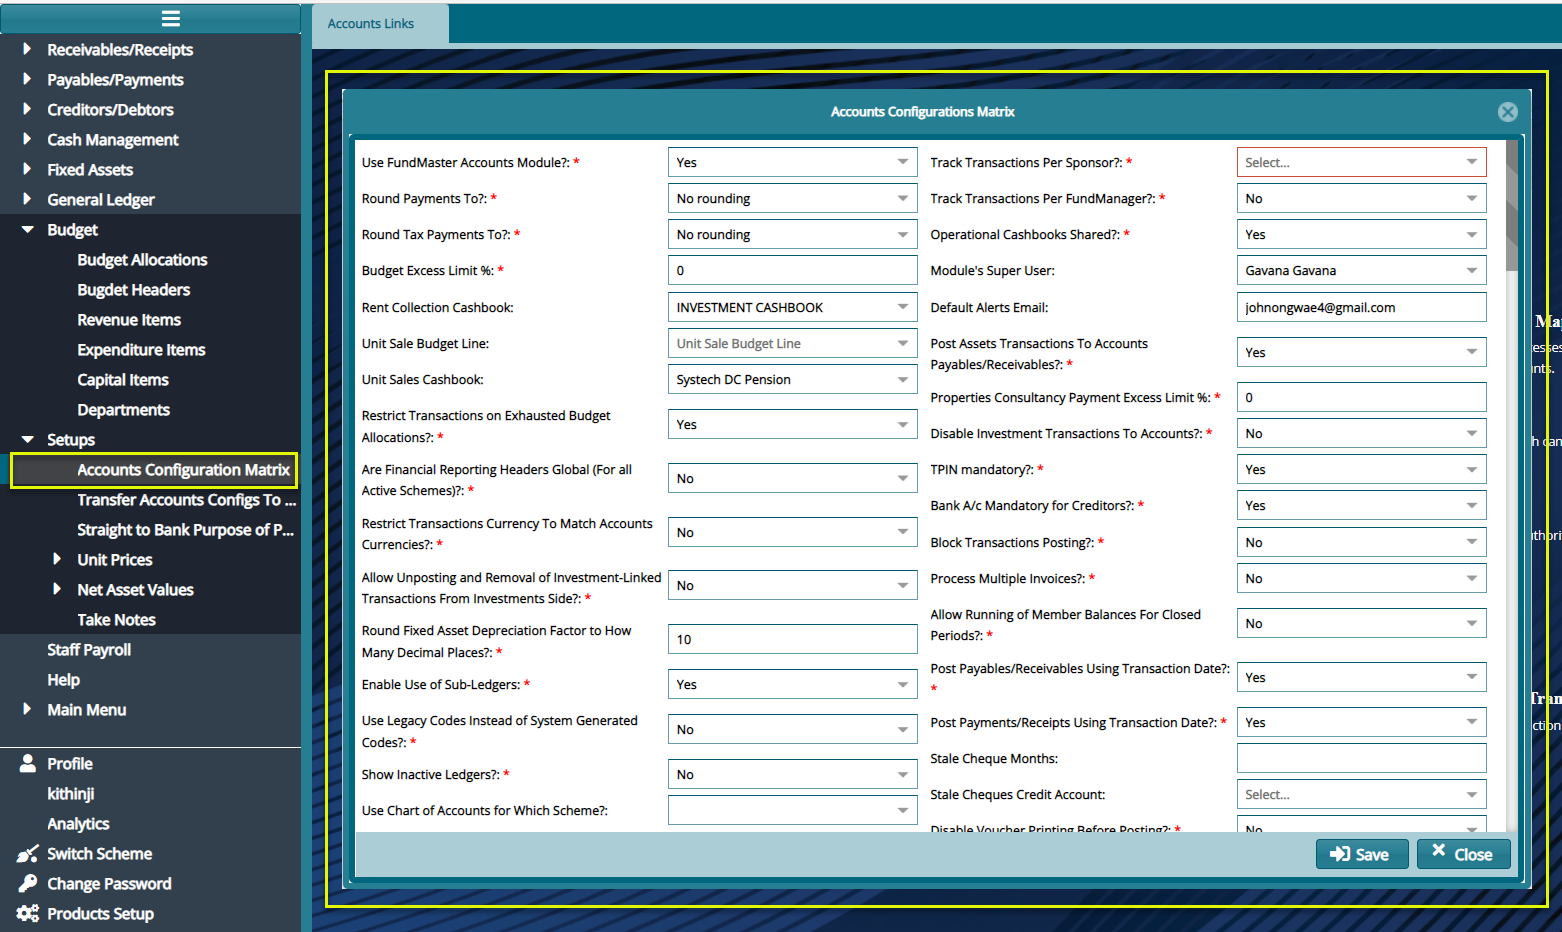 Accounts Links
Receivables/Receipts
Payables/Payments
Creditors/Debtors
Cash Management
Fixed Assets
General Ledger
Budget
Budget Allocations
Bugdet Headers
Revenue Items
Expenditure Items
Capital Items
Departments
Setups
Accounts Configuration Matrix
Transfer Accounts Configs To ...
Straight to Bank Purpose of P...
Unit Prices
Net Asset Values
Take Notes
Staff Payroll
Help
Main Menu
Profile
kithinji
Analytics
Switch Scheme
Change Password
Products Setup
Accounts Configurations Matrix
Use FundMaster Accounts Module?: * Yes
Round Payments To?: * No rounding
Round Tax Payments To?: * No rounding
Budget Excess Limit %: * 0
Rent Collection Cashbook: INVESTMENT CASHBOOK
Unit Sale Budget Line: Unit Sale Budget Line
Unit Sales Cashbook: Systech DC Pension
Restrict Transactions on Exhausted Budget
Allocations?: * Yes
Are Financial Reporting Headers Global (For all
Active Schemes)?: * No
Restrict Transactions Currency To Match Accounts
Currencies?: * No
Allow Unposting and Removal of Investment-Linked
Transactions From Investments Side?: * No
Round Fixed Asset Depreciation Factor to How
Many Decimal Places?: * 10
Enable Use of Sub-Ledgers: * Yes
Use Legacy Codes Instead of System Generated
Codes?: * No
Show Inactive Ledgers?: * No
Use Chart of Accounts for Which Scheme?:
Track Transactions Per Sponsor?: * Select...
Track Transactions Per FundManager?: * No
Operational Cashbooks Shared?: * Yes
Module's Super User: Gavana Gavana
Default Alerts Email: johnongwae4@gmail.com
Post Assets Transactions To Accounts
Payables/Receivables?: * Yes
Properties Consultancy Payment Excess Limit %: * 0
Disable Investment Transactions To Accounts?: * No
TPIN mandatory?: * Yes
Bank A/c Mandatory for Creditors?: * Yes
Block Transactions Posting?: * No
Process Multiple Invoices?: * No
Allow Running of Member Balances For Closed
Periods?: * No
Post Payables/Receivables Using Transaction Date?:
* Yes
Post Payments/Receipts Using Transaction Date?: * Yes
Stale Cheque Months:
Stale Cheques Credit Account: Select...
Disable Voucher Printing Before Posting?: * No
Save
Close